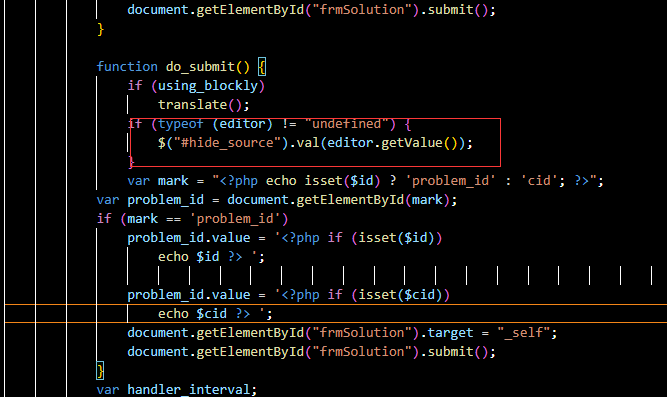 document.getElementById("frmSolution").submit();
}
function do_submit() {
if (using_blockly)
translate();
if (typeof (editor) != "undefined") {
$("#hide_source").val(editor.getValue());
}
var mark = "<?php echo isset($id) ? 'problem_id' : 'cid'; ?>";
var problem_id = document.getElementById(mark);
if (mark == 'problem_id')
problem_id.value = '<?php if (isset($id))
echo $id ?> ';
problem_id.value = '<?php if (isset($cid))
echo $cid ?> ';
document.getElementById("frmSolution").target = "_self";
document.getElementById("frmSolution").submit();
}
var handler_interval;